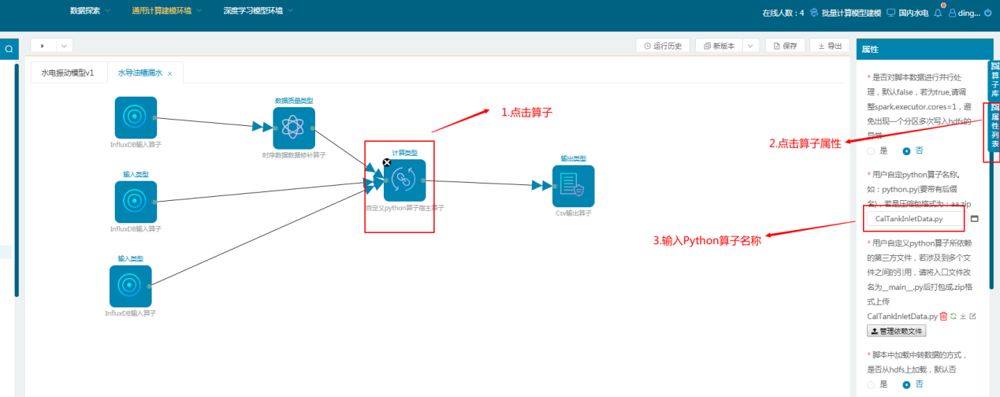 数据探索 通用计算建模环境 深度学习模型环境 在线人数：4 批量计算模型建模 国内水电 ding...
运行历史 新版本 保存 导出
属性
水电振动模型v1 水导油槽漏水 ×
算子库
属性列表
InfluxDB输入算子
数据质量类型
时序数据数据修补算子
输入类型
InfluxDB输入算子
输入类型
InfluxDB输入算子
计算类型
自定义python算子宿主算子
输出类型
Csv输出算子
1.点击算子
2.点击算子属性
3.输入Python算子名称
* 是否对脚本数据进行并行处
理，默认false，若为true,请调
整spark.executor.cores=1，避
免出现一个分区多次写入hdfs的
异常
是 否
* 用户自定python算子名称。
如：python.py(要带有后缀
名)，若是压缩包格式为：aa.zip
CalTankInletData.py
* 用户自定义python算子所依赖
的第三方文件，若涉及到多个文
件之间的引用，请将入口文件改
名为__main__.py后打包成.zip格
式上传
CalTankInletData.py
管理依赖文件
* 脚本中加载中转数据的方式，
是否从hdfs上加载，默认否
是 否